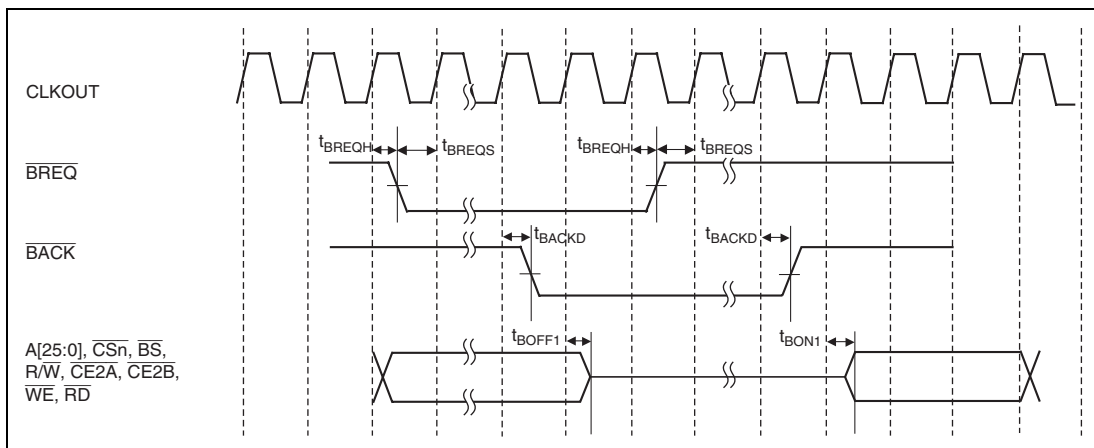 CLKOUT
tBREQH tBREQS tBREQH tBREQS
BREQ
BACK
tBACKD tBACKD
tBOFF1 tBON1
A[25:0], CSn, BS,
R/W, CE2A, CE2B,
WE, RD